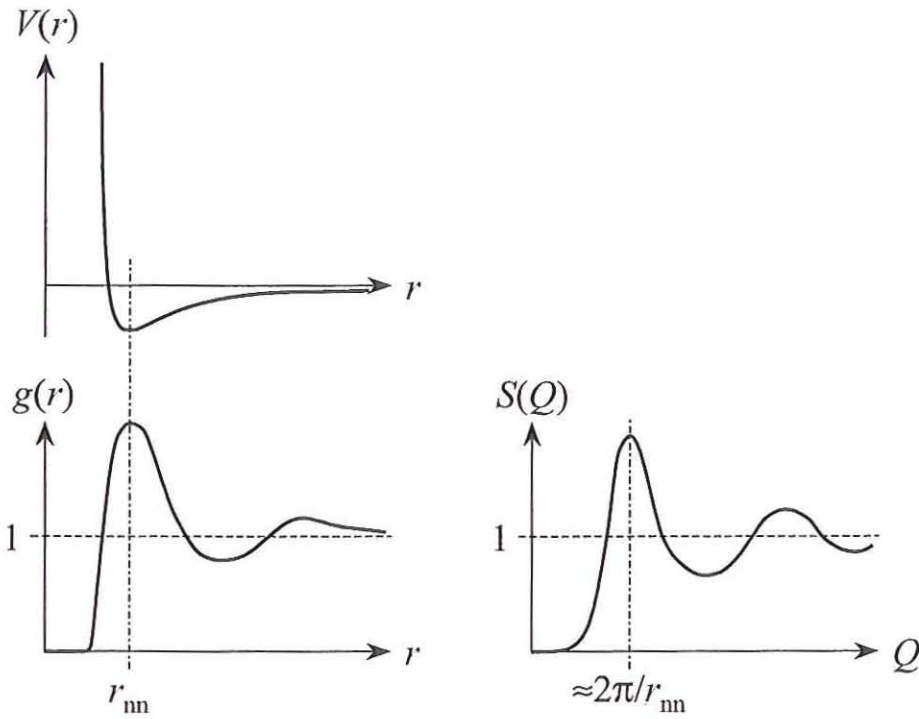 V(r)
r
g(r)
1
r
r_nn
S(Q)
1
Q
≈2π/r_nn